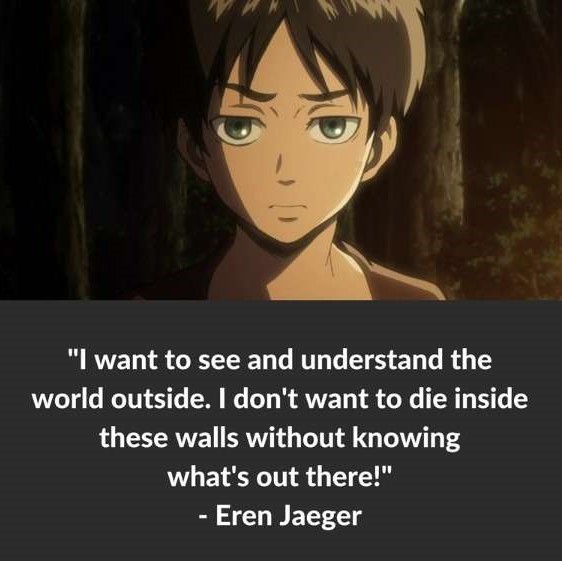 "I want to see and understand the
world outside. I don't want to die inside
these walls without knowing
what's out there!"
- Eren Jaeger